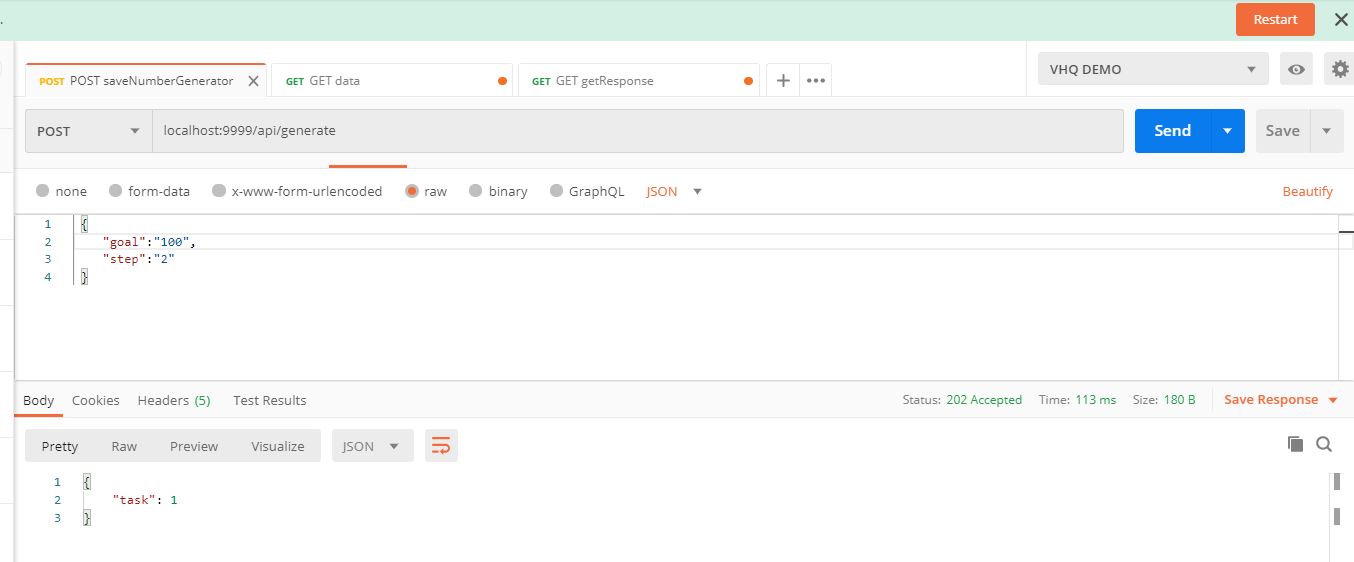 .
Restart
POST POST saveNumberGenerator GET GET data GET GET getResponse
VHQ DEMO
POST localhost:9999/api/generate Send Save
none form-data x-www-form-urlencoded raw binary GraphQL JSON Beautify
1 {
2 "goal":"100",
3 "step":"2"
4 }
Body Cookies Headers (5) Test Results Status: 202 Accepted Time: 113 ms Size: 180 B Save Response
Pretty Raw Preview Visualize JSON
1 {
2 "task": 1
3 }